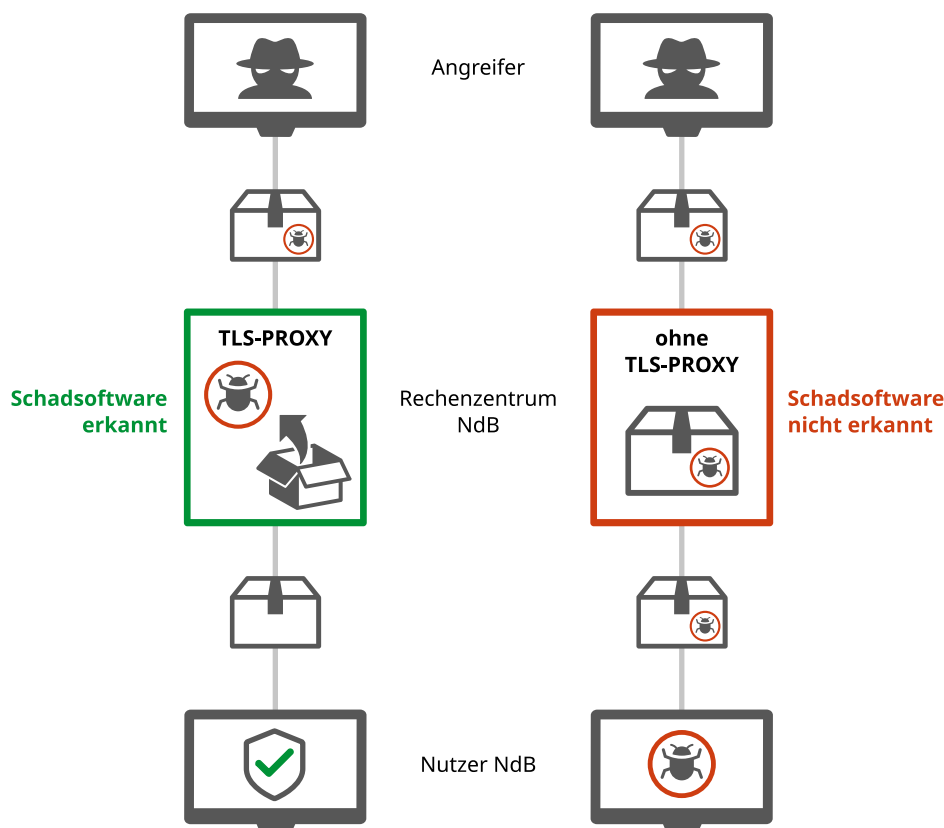 Angreifer
TLS-PROXY
Schadsoftware
erkannt
Rechenzentrum
NdB
ohne
TLS-PROXY
Schadsoftware
nicht erkannt
Nutzer NdB